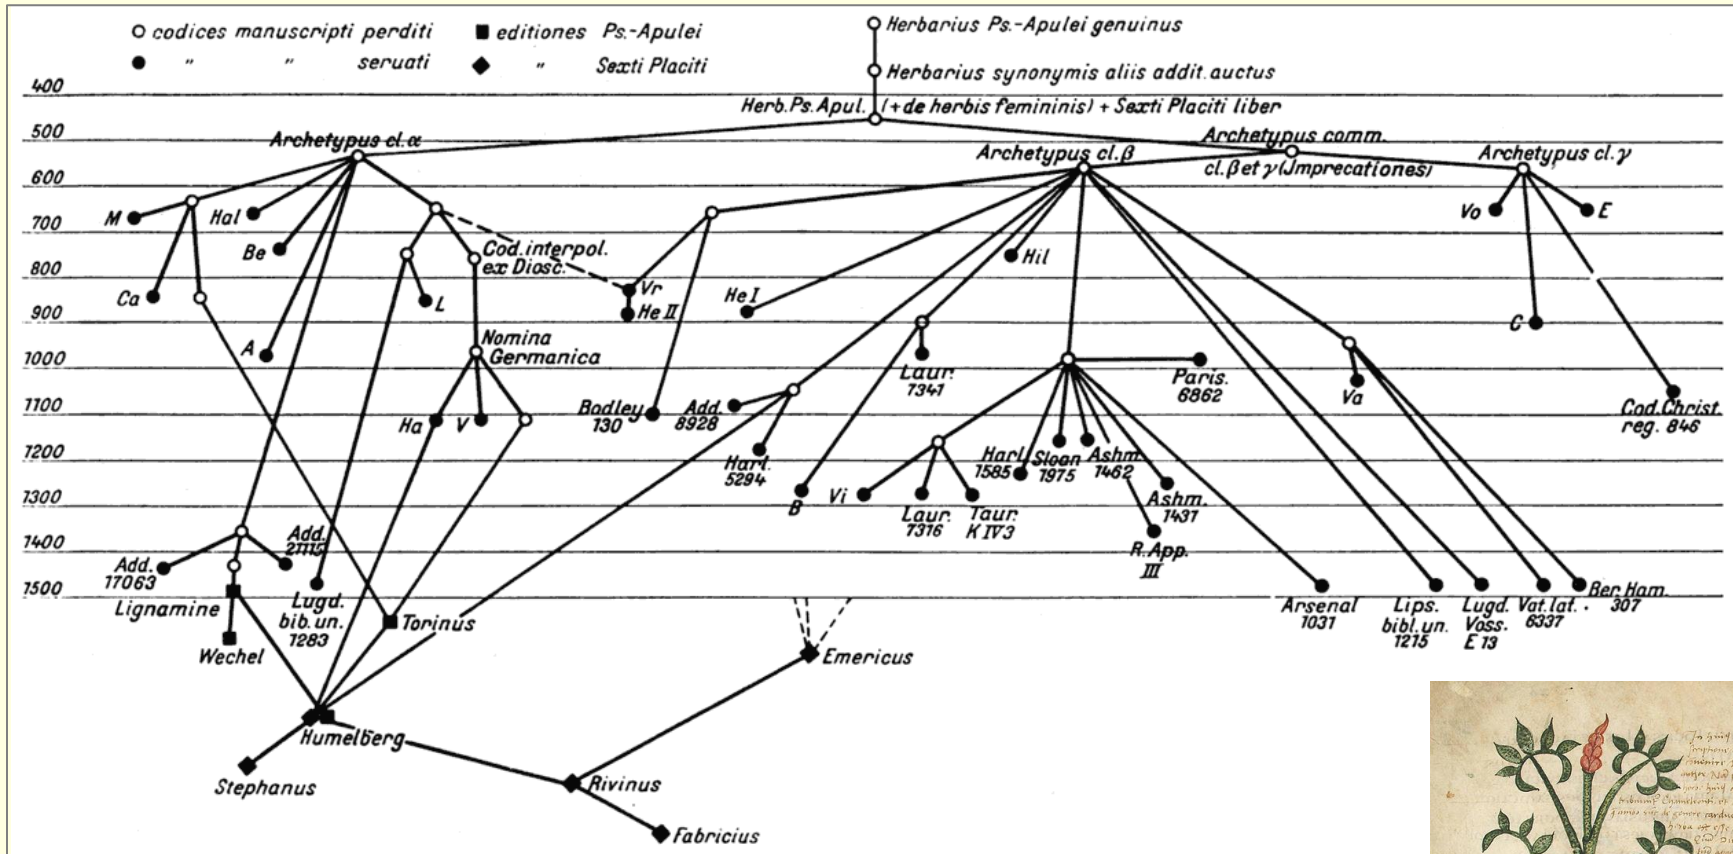 codices manuscripti perditi
" " seruati
editiones Ps.-Apulei
" Sexti Placiti
Herbarius Ps.-Apulei genuinus
Herbarius synonymis aliis addit. auctus
Herb. Ps. Apul. (+ de herbis femininis) + Sexti Placiti liber
400
500
600
700
800
900
1000
1100
1200
1300
1400
1500
Archetypus cl. α
Archetypus comm.
cl. β et γ (Imprecationes)
Archetypus cl. β
Archetypus cl. γ
M
Hal
Be
Ca
L
A
Cod. interpol.
ex Diosc.
Vr
He II
He I
Hil
Vo
E
C
Nomina
Germanica
Ha
V
Bodley
130
Add.
8928
Harl.
5294
Laur.
7341
Paris.
6862
Va
Cod. Christ.
reg. 846
B
Vi
Laur.
7316
Taur.
K IV 3
Harl.
1585
Sloan
1975
Ashm.
1462
Ashm.
1437
R. App.
III
Add.
17063
Add.
21115
Lignamine
Wechel
Lugd.
bib. un.
1283
Torinus
Arsenal
1031
Lips.
bibl. un.
1215
Lugd.
Voss.
E 13
Vat. lat.
6337
Ber. Ham.
307
Emericus
Humelberg
Stephanus
Rivinus
Fabricius